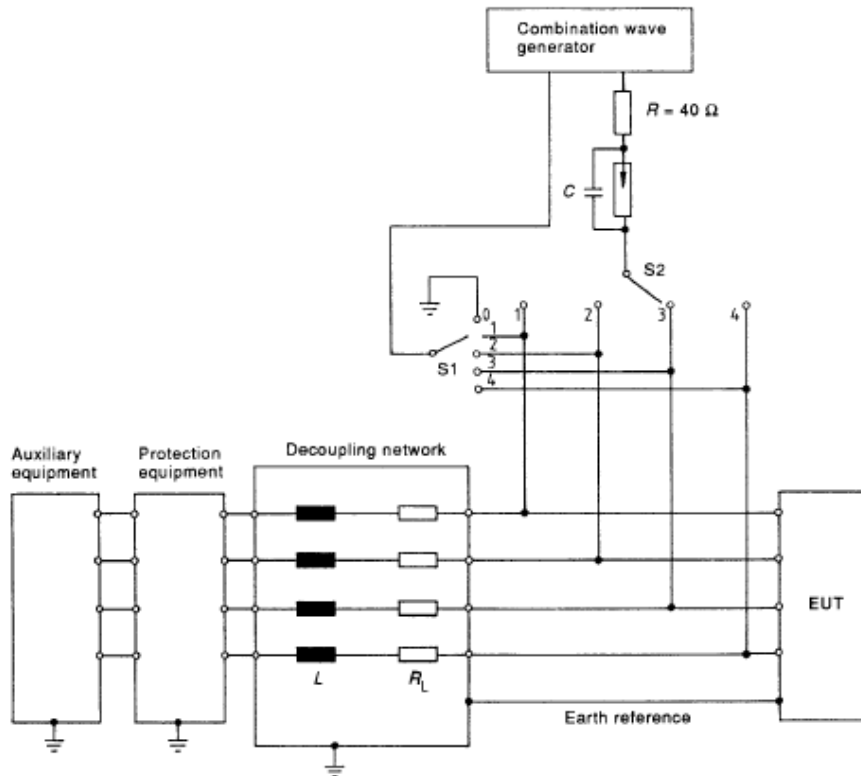 Combination wave
generator
R = 40 Ω
C
S2
0
1
2
3
4
1
2
3
4
S1
Auxiliary
equipment
Protection
equipment
Decoupling network
EUT
L
R_L
Earth reference